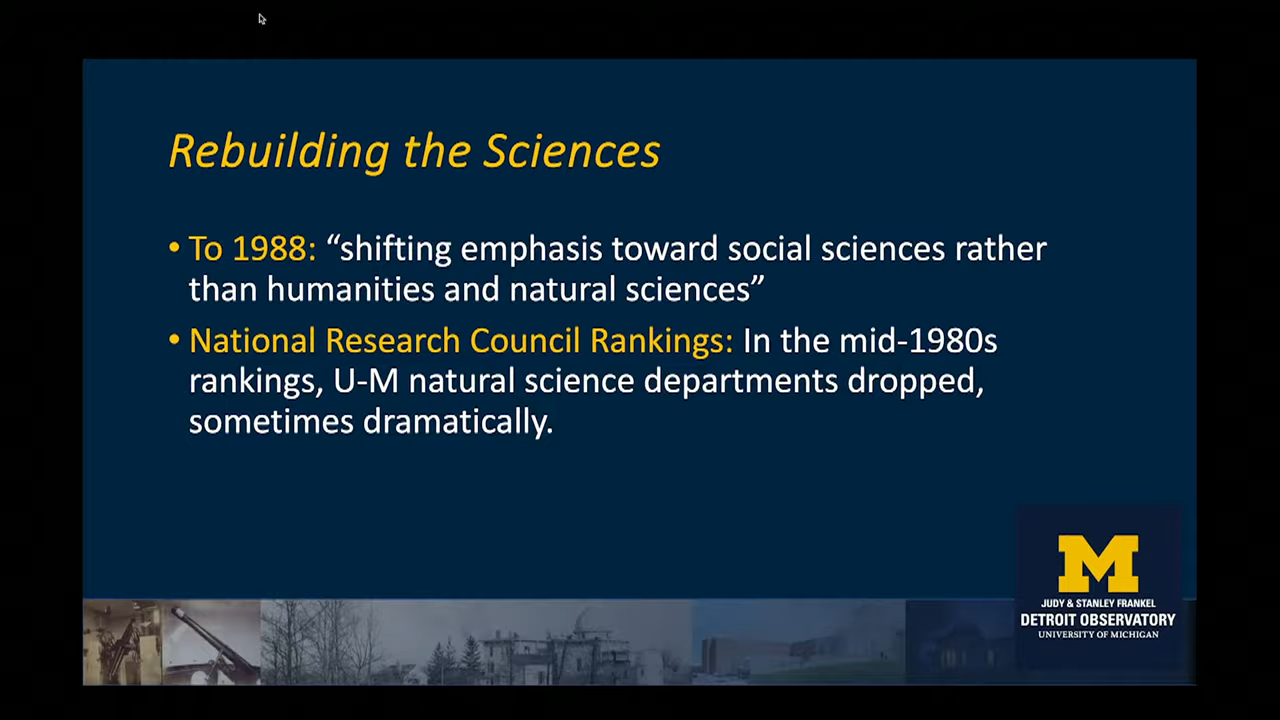 Rebuilding the Sciences
• To 1988: “shifting emphasis toward social sciences rather
than humanities and natural sciences”
• National Research Council Rankings: In the mid-1980s
rankings, U-M natural science departments dropped,
sometimes dramatically.
M
JUDY & STANLEY FRANKEL
DETROIT OBSERVATORY
UNIVERSITY OF MICHIGAN